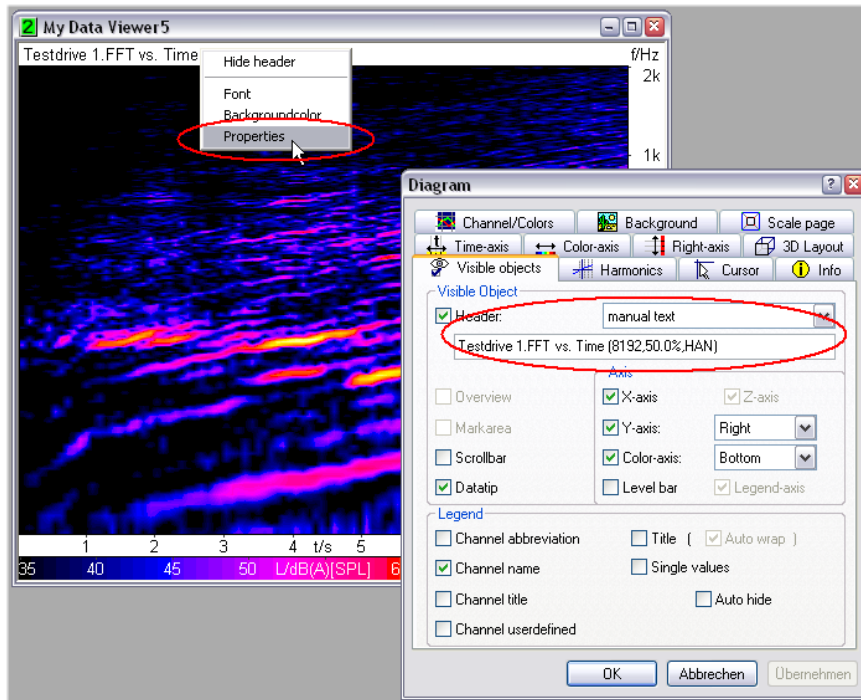 2 My Data Viewer5
Testdrive 1.FFT vs. Time
f/Hz
Hide header
Font
Backgroundcolor
Properties
2k
1k
1 2 3 4 t/s 5
35 40 45 50 L/dB(A)[SPL] 6
Diagram
Channel/Colors Background Scale page
Time-axis Color-axis Right-axis 3D Layout
Visible objects Harmonics Cursor Info
Visible Object
Header: manual text
Testdrive 1.FFT vs. Time (8192,50.0%,HAN)
Axis
Overview X-axis Z-axis
Markarea Y-axis: Right
Scrollbar Color-axis: Bottom
Datatip Level bar Legend-axis
Legend
Channel abbreviation Title ( Auto wrap )
Channel name Single values
Channel title Auto hide
Channel userdefined
OK Abbrechen Übernehmen